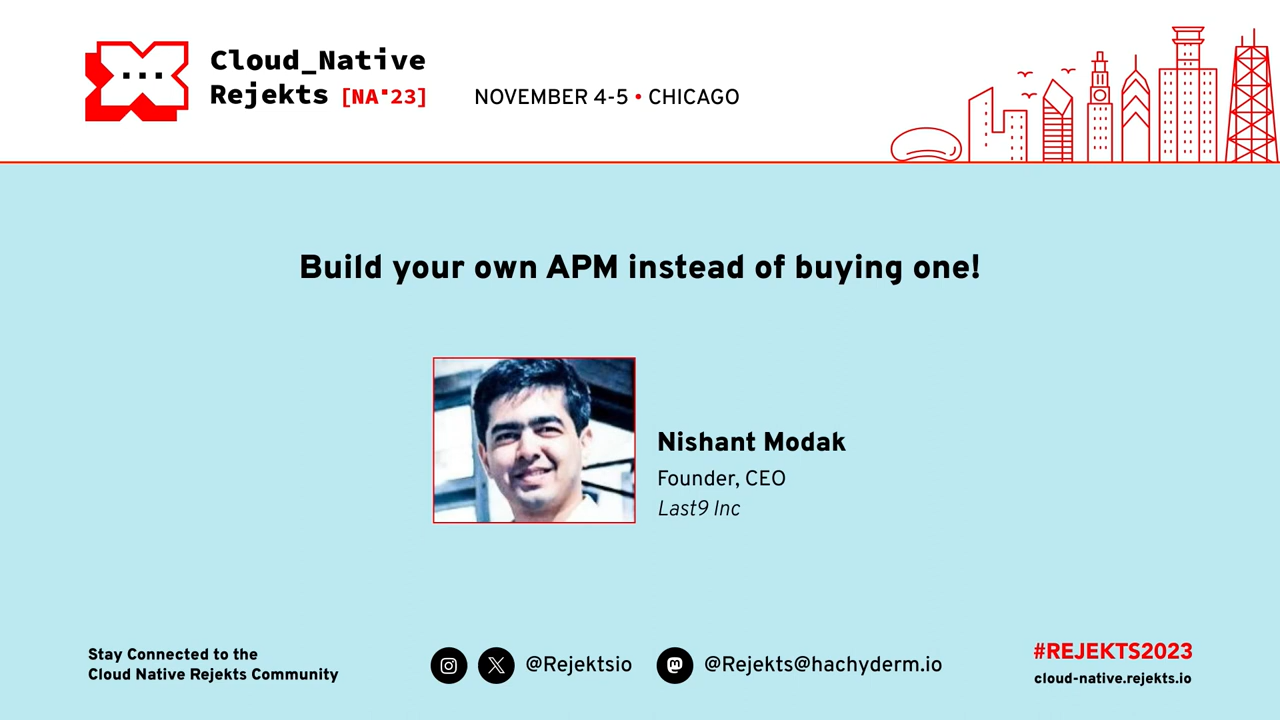 Cloud_Native
Rejekts [NA'23]
NOVEMBER 4-5 • CHICAGO
Build your own APM instead of buying one!
Nishant Modak
Founder, CEO
Last9 Inc
Stay Connected to the
Cloud Native Rejekts Community
@Rejektsio
@Rejekts@hachyderm.io
#REJEKTS2023
cloud-native.rejekts.io